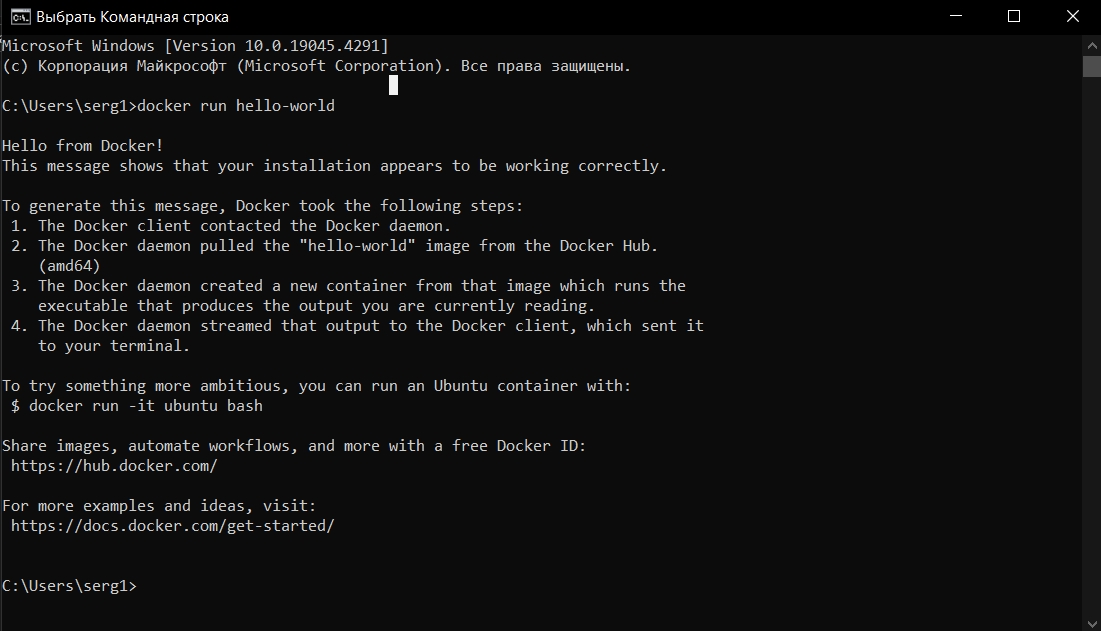 Выбрать Командная строка
Microsoft Windows [Version 10.0.19045.4291]
(c) Корпорация Майкрософт (Microsoft Corporation). Все права защищены.
C:\Users\serg1>docker run hello-world
Hello from Docker!
This message shows that your installation appears to be working correctly.
To generate this message, Docker took the following steps:
1. The Docker client contacted the Docker daemon.
2. The Docker daemon pulled the "hello-world" image from the Docker Hub.
(amd64)
3. The Docker daemon created a new container from that image which runs the
executable that produces the output you are currently reading.
4. The Docker daemon streamed that output to the Docker client, which sent it
to your terminal.
To try something more ambitious, you can run an Ubuntu container with:
$ docker run -it ubuntu bash
Share images, automate workflows, and more with a free Docker ID:
https://hub.docker.com/
For more examples and ideas, visit:
https://docs.docker.com/get-started/
C:\Users\serg1>